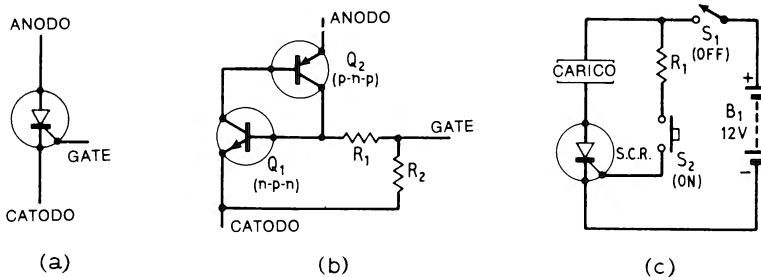 ANODO
GATE
CATODO
(a)
ANODO
Q2
(p-n-p)
Q1
(n-p-n)
R1
GATE
R2
CATODO
(b)
S1
(OFF)
CARICO
R1
B1
12V
+
-
S.C.R.
S2
(ON)
(c)